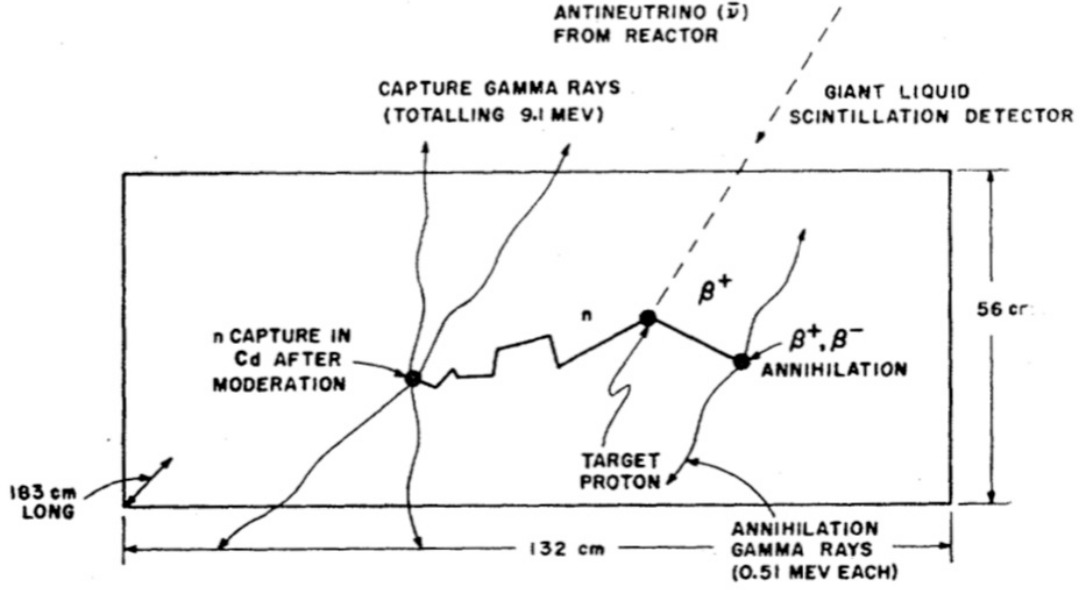 ANTINEUTRINO (ν̄)
FROM REACTOR
CAPTURE GAMMA RAYS
(TOTALLING 9.1 MEV)
GIANT LIQUID
SCINTILLATION DETECTOR
β⁺
n
56 cm
n CAPTURE IN
Cd AFTER
MODERATION
β⁺, β⁻
ANNIHILATION
TARGET
PROTON
183 cm
LONG
ANNIHILATION
GAMMA RAYS
(0.51 MEV EACH)
132 cm